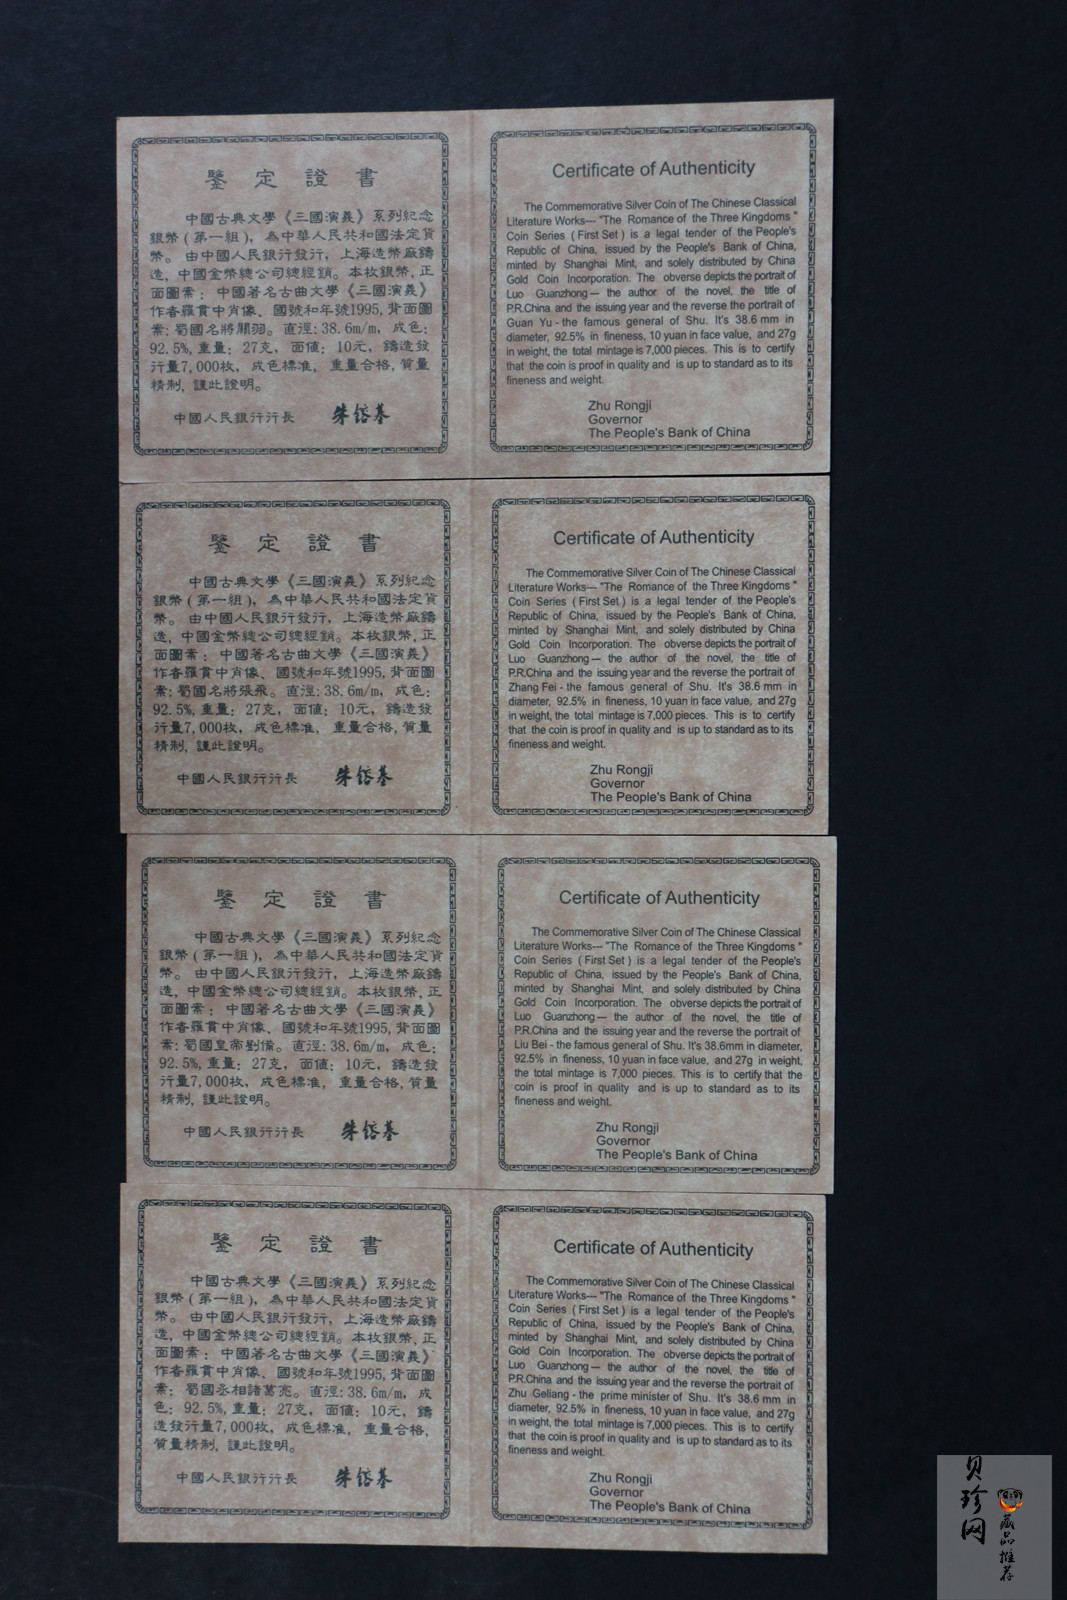 鑒定證書
中國古典文學《三國演義》系列紀念
銀幣(第一組)，為中華人民共和國法定貨
幣。由中國人民銀行發行，上海造幣廠鑄
造，中國金幣總公司總經銷。本枚銀幣，正
面圖案：中國著名古曲文學《三國演義》
作者羅貫中肖像、國號和年號1995，背面圖
案：蜀國名將關羽。直徑：38.6m/m，成色：
92.5%，重量：27克，面值：10元，鑄造發
行量7,000枚，成色標准，重量合格，質量
精制，謹此證明。
中國人民銀行行長 朱鎔基
Certificate of Authenticity
The Commemorative Silver Coin of The Chinese Classical
Literature Works--- "The Romance of the Three Kingdoms "
Coin Series ( First Set ) is a legal tender of the People's
Republic of China, issued by the People's Bank of China,
minted by Shanghai Mint, and solely distributed by China
Gold Coin Incorporation. The obverse depicts the portrait of
Luo Guanzhong — the author of the novel, the title of
P.R.China and the issuing year and the reverse the portrait of
Guan Yu - the famous general of Shu. It's 38.6 mm in
diameter, 92.5% in fineness, 10 yuan in face value, and 27g
in weight, the total mintage is 7,000 pieces. This is to certify
that the coin is proof in quality and is up to standard as to its
fineness and weight.
Zhu Rongji
Governor
The People's Bank of China
鑒定證書
中國古典文學《三國演義》系列紀念
銀幣(第一組)，為中華人民共和國法定貨
幣。由中國人民銀行發行，上海造幣廠鑄
造，中國金幣總公司總經銷。本枚銀幣，正
面圖案：中國著名古曲文學《三國演義》
作者羅貫中肖像、國號和年號1995，背面圖
案：蜀國名將張飛。直徑：38.6m/m，成色：
92.5%，重量：27克，面值：10元，鑄造發
行量7,000枚，成色標准，重量合格，質量
精制，謹此證明。
中國人民銀行行長 朱鎔基
Certificate of Authenticity
The Commemorative Silver Coin of The Chinese Classical
Literature Works--- "The Romance of the Three Kingdoms "
Coin Series ( First Set ) is a legal tender of the People's
Republic of China, issued by the People's Bank of China,
minted by Shanghai Mint, and solely distributed by China
Gold Coin Incorporation. The obverse depicts the portrait of
Luo Guanzhong — the author of the novel, the title of
P.R.China and the issuing year and the reverse the portrait of
Zhang Fei - the famous general of Shu. It's 38.6 mm in
diameter, 92.5% in fineness, 10 yuan in face value, and 27g
in weight, the total mintage is 7,000 pieces. This is to certify
that the coin is proof in quality and is up to standard as to its
fineness and weight.
Zhu Rongji
Governor
The People's Bank of China
鑒定證書
中國古典文學《三國演義》系列紀念
銀幣(第一組)，為中華人民共和國法定貨
幣。由中國人民銀行發行，上海造幣廠鑄
造，中國金幣總公司總經銷。本枚銀幣，正
面圖案：中國著名古曲文學《三國演義》
作者羅貫中肖像、國號和年號1995，背面圖
案：蜀國皇帝劉備。直徑：38.6m/m，成色：
92.5%，重量：27克，面值：10元，鑄造發
行量7,000枚，成色標准，重量合格，質量
精制，謹此證明。
中國人民銀行行長 朱鎔基
Certificate of Authenticity
The Commemorative Silver Coin of The Chinese Classical
Literature Works--- "The Romance of the Three Kingdoms "
Coin Series ( First Set ) is a legal tender of the People's
Republic of China, issued by the People's Bank of China,
minted by Shanghai Mint, and solely distributed by China
Gold Coin Incorporation. The obverse depicts the portrait of
Luo Guanzhong — the author of the novel, the title of
P.R.China and the issuing year and the reverse the portrait of
Liu Bei - the famous general of Shu. It's 38.6mm in diameter,
92.5% in fineness, 10 yuan in face value, and 27g in weight,
the total mintage is 7,000 pieces. This is to certify that the
coin is proof in quality and is up to standard as to its
fineness and weight.
Zhu Rongji
Governor
The People's Bank of China
鑒定證書
中國古典文學《三國演義》系列紀念
銀幣(第一組)，為中華人民共和國法定貨
幣。由中國人民銀行發行，上海造幣廠鑄
造，中國金幣總公司總經銷。本枚銀幣，正
面圖案：中國著名古曲文學《三國演義》
作者羅貫中肖像、國號和年號1995，背面圖
案：蜀國丞相諸葛亮。直徑：38.6m/m，成
色：92.5%，重量：27克，面值：10元，鑄
造發行量7,000枚，成色標准，重量合格，
質量精制，謹此證明。
中國人民銀行行長 朱鎔基
Certificate of Authenticity
The Commemorative Silver Coin of The Chinese Classical
Literature Works--- "The Romance of the Three Kingdoms "
Coin Series ( First Set ) is a legal tender of the People's
Republic of China, issued by the People's Bank of China,
minted by Shanghai Mint, and solely distributed by China
Gold Coin Incorporation. The obverse depicts the portrait of
Luo Guanzhong — the author of the novel, the title of
P.R.China and the issuing year and the reverse the portrait of
Zhu Geliang - the prime minister of Shu. It's 38.6 mm in
diameter, 92.5% in fineness, 10 yuan in face value, and 27g
in weight, the total mintage is 7,000 pieces. This is to certify
that the coin is proof in quality and is up to standard as to its
fineness and weight.
Zhu Rongji
Governor
The People's Bank of China
贝珍网
藏品推荐